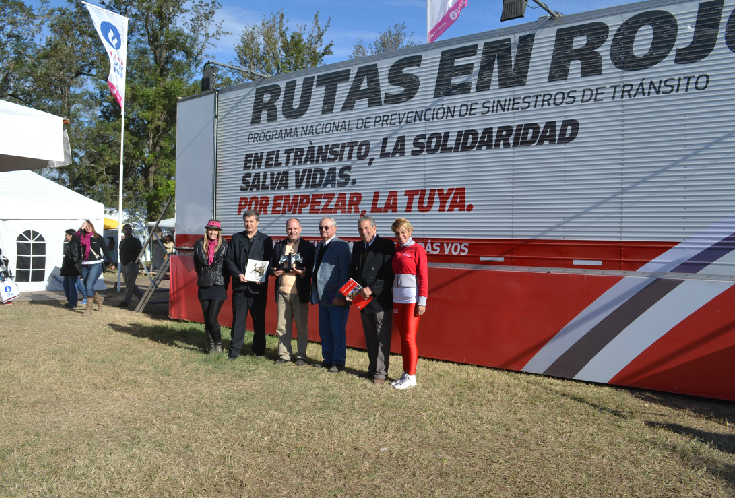 RUTAS EN ROJO
PROGRAMA NACIONAL DE PREVENCIÓN DE SINIESTROS DE TRÁNSITO
EN EL TRÀNSITO, LA SOLIDARIDAD
SALVA VIDAS.
POR EMPEZAR, LA TUYA.
MÁS VOS